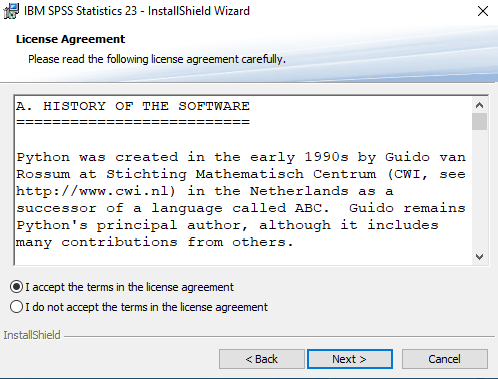 IBM SPSS Statistics 23 - InstallShield Wizard
License Agreement
Please read the following license agreement carefully.
A. HISTORY OF THE SOFTWARE
==========================
Python was created in the early 1990s by Guido van
Rossum at Stichting Mathematisch Centrum (CWI, see
http://www.cwi.nl) in the Netherlands as a
successor of a language called ABC.  Guido remains
Python's principal author, although it includes
many contributions from others.
I accept the terms in the license agreement
I do not accept the terms in the license agreement
InstallShield
< Back
Next >
Cancel